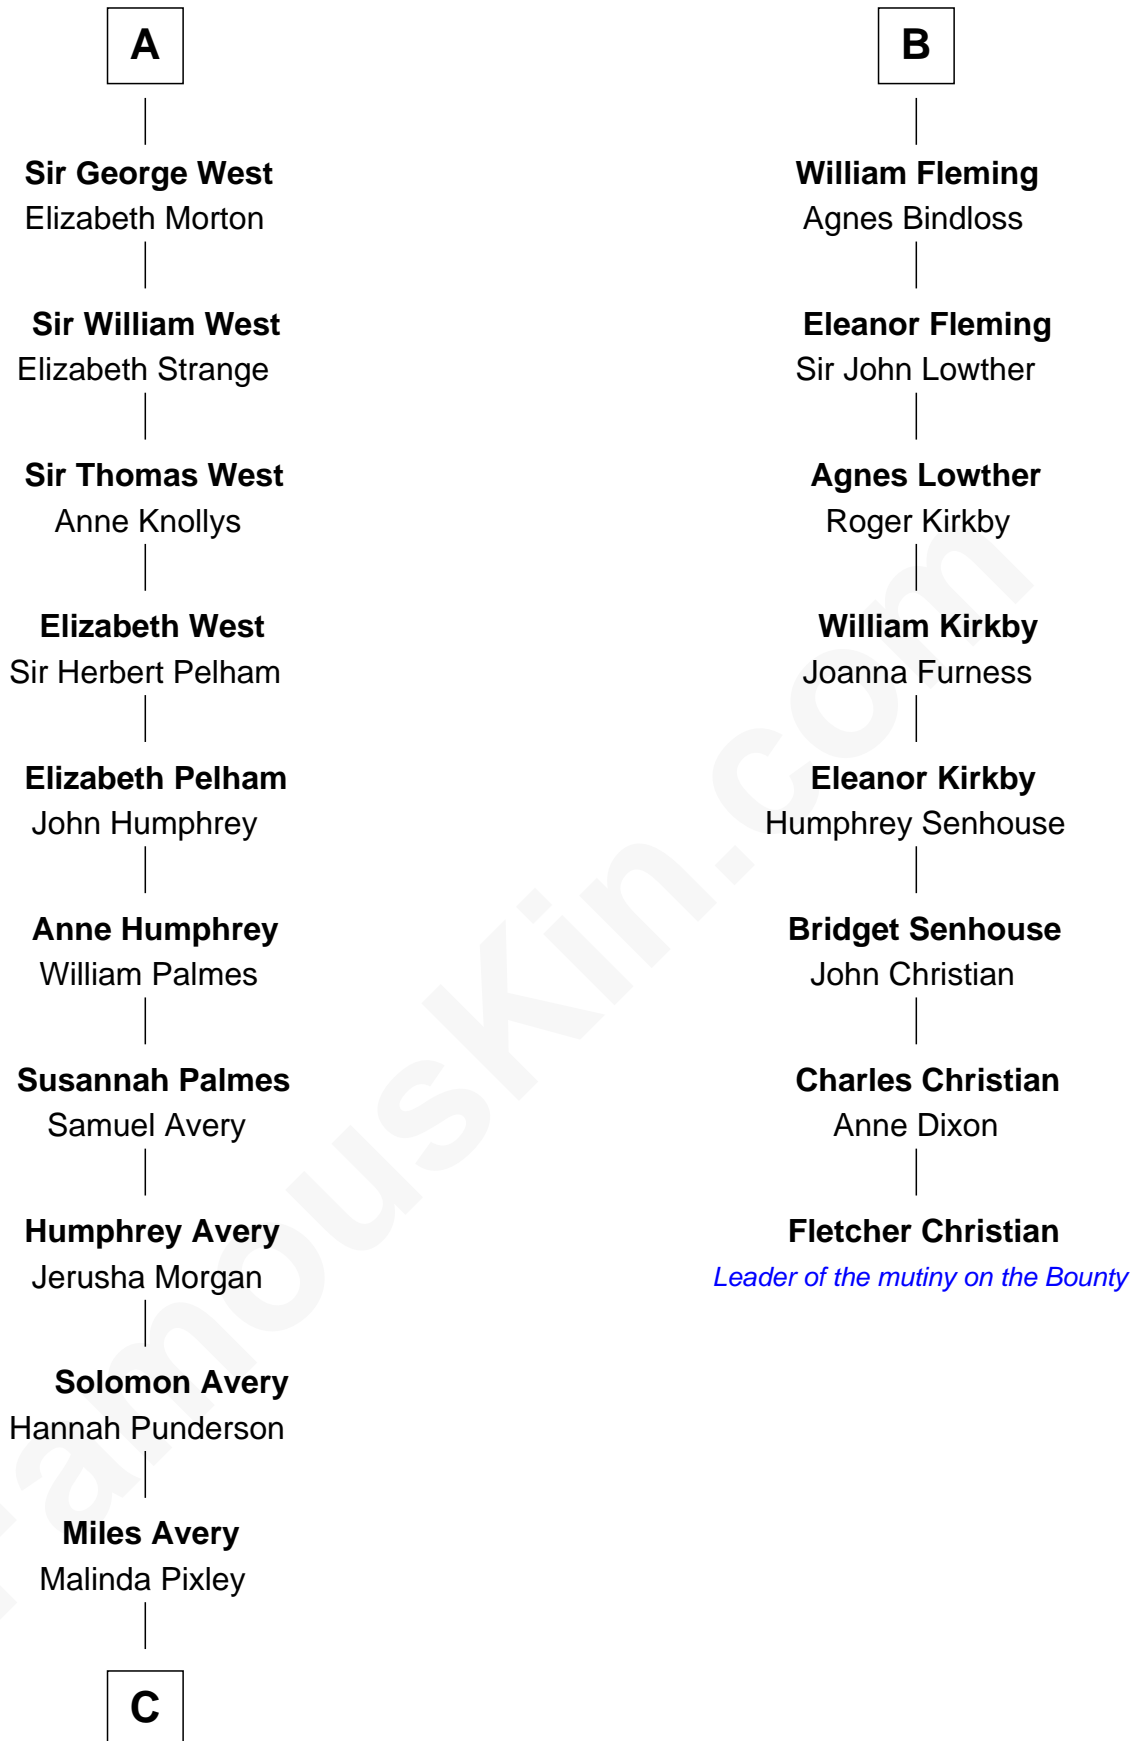 A
Sir George West
Elizabeth Morton
Sir William West
Elizabeth Strange
Sir Thomas West
Anne Knollys
Elizabeth West
Sir Herbert Pelham
Elizabeth Pelham
John Humphrey
Anne Humphrey
William Palmes
Susannah Palmes
Samuel Avery
Humphrey Avery
Jerusha Morgan
Solomon Avery
Hannah Punderson
Miles Avery
Malinda Pixley
C
B
William Fleming
Agnes Bindloss
Eleanor Fleming
Sir John Lowther
Agnes Lowther
Roger Kirkby
William Kirkby
Joanna Furness
Eleanor Kirkby
Humphrey Senhouse
Bridget Senhouse
John Christian
Charles Christian
Anne Dixon
Fletcher Christian
Leader of the mutiny on the Bounty
FamousKin.com